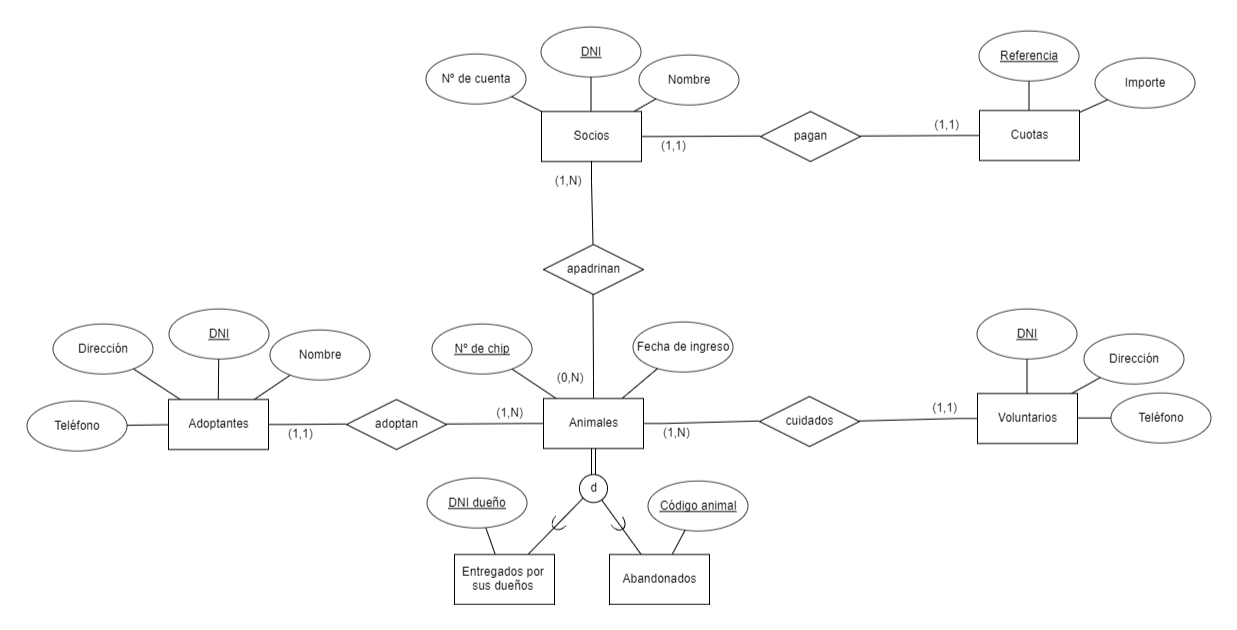 DNI
Nº de cuenta
Nombre
Referencia
Importe
Socios
(1,1)
pagan
(1,1)
Cuotas
(1,N)
apadrinan
(0,N)
Dirección
DNI
Nombre
Teléfono
Adoptantes
(1,1)
adoptan
(1,N)
Nº de chip
Fecha de ingreso
Animales
(1,N)
cuidados
(1,1)
DNI
Dirección
Teléfono
Voluntarios
d
DNI dueño
Código animal
Entregados por
sus dueños
Abandonados